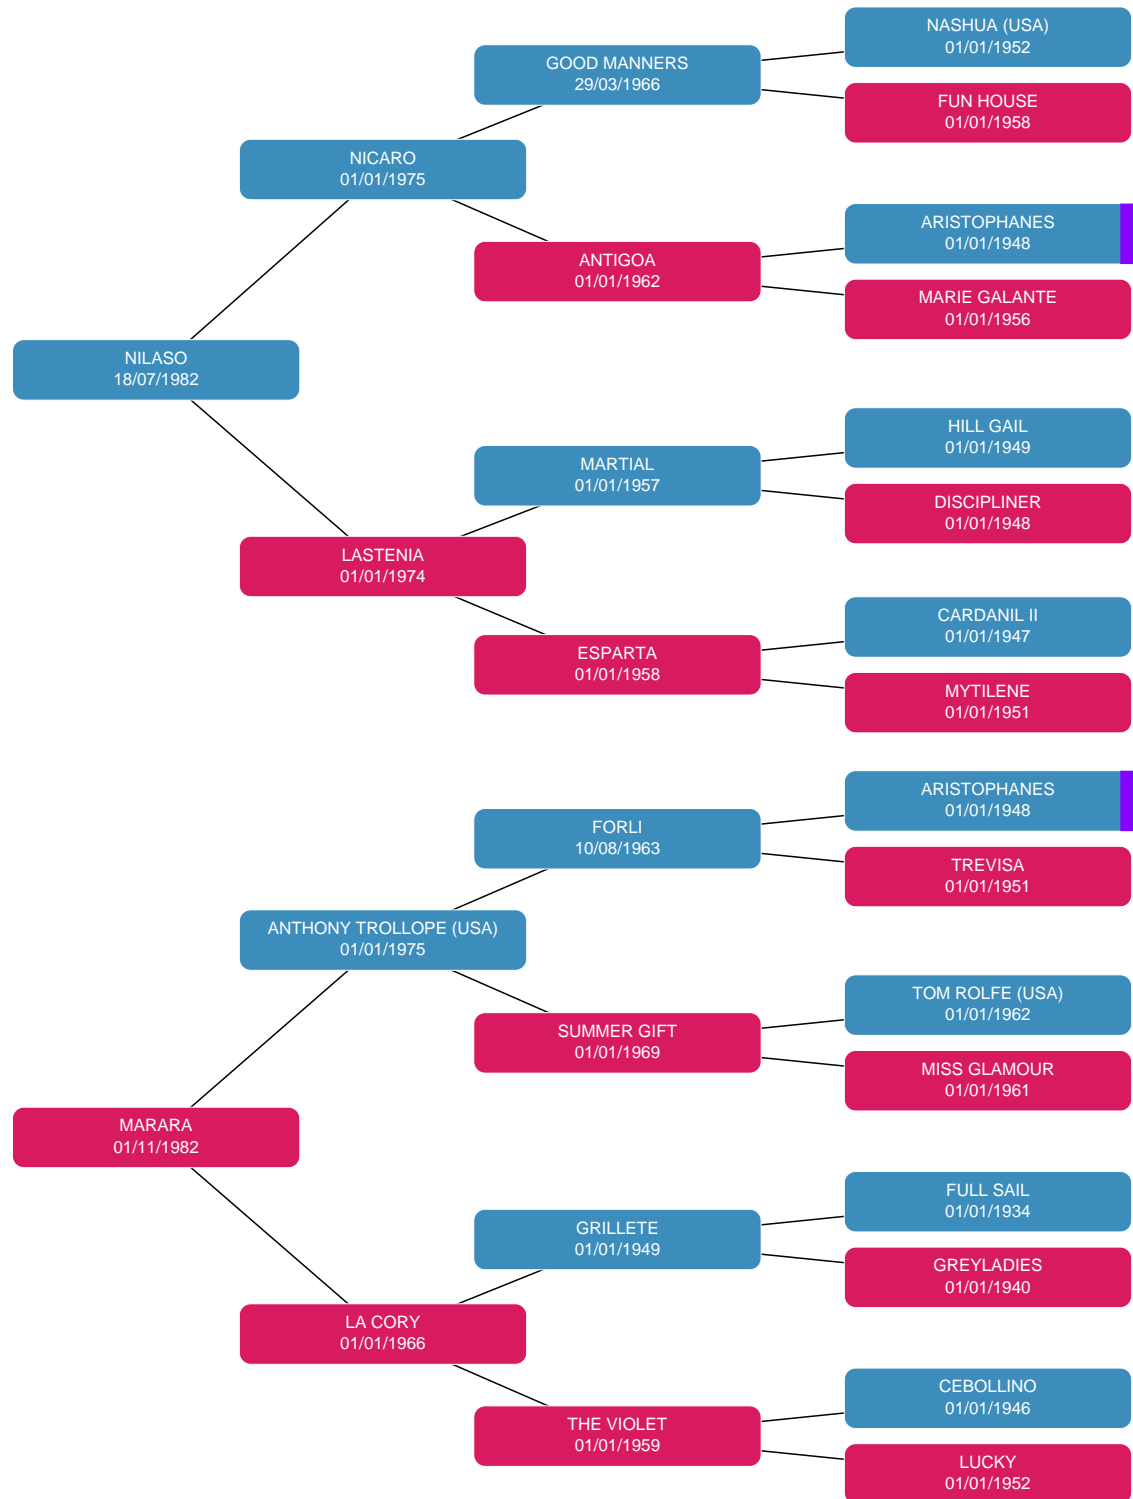 NASHUA (USA)
01/01/1952
GOOD MANNERS
29/03/1966
FUN HOUSE
01/01/1958
NICARO
01/01/1975
ARISTOPHANES
01/01/1948
ANTIGOA
01/01/1962
MARIE GALANTE
01/01/1956
NILASO
18/07/1982
HILL GAIL
01/01/1949
MARTIAL
01/01/1957
DISCIPLINER
01/01/1948
LASTENIA
01/01/1974
CARDANIL II
01/01/1947
ESPARTA
01/01/1958
MYTILENE
01/01/1951
ARISTOPHANES
01/01/1948
FORLI
10/08/1963
TREVISA
01/01/1951
ANTHONY TROLLOPE (USA)
01/01/1975
TOM ROLFE (USA)
01/01/1962
SUMMER GIFT
01/01/1969
MISS GLAMOUR
01/01/1961
MARARA
01/11/1982
FULL SAIL
01/01/1934
GRILLETE
01/01/1949
GREYLADIES
01/01/1940
LA CORY
01/01/1966
CEBOLLINO
01/01/1946
THE VIOLET
01/01/1959
LUCKY
01/01/1952